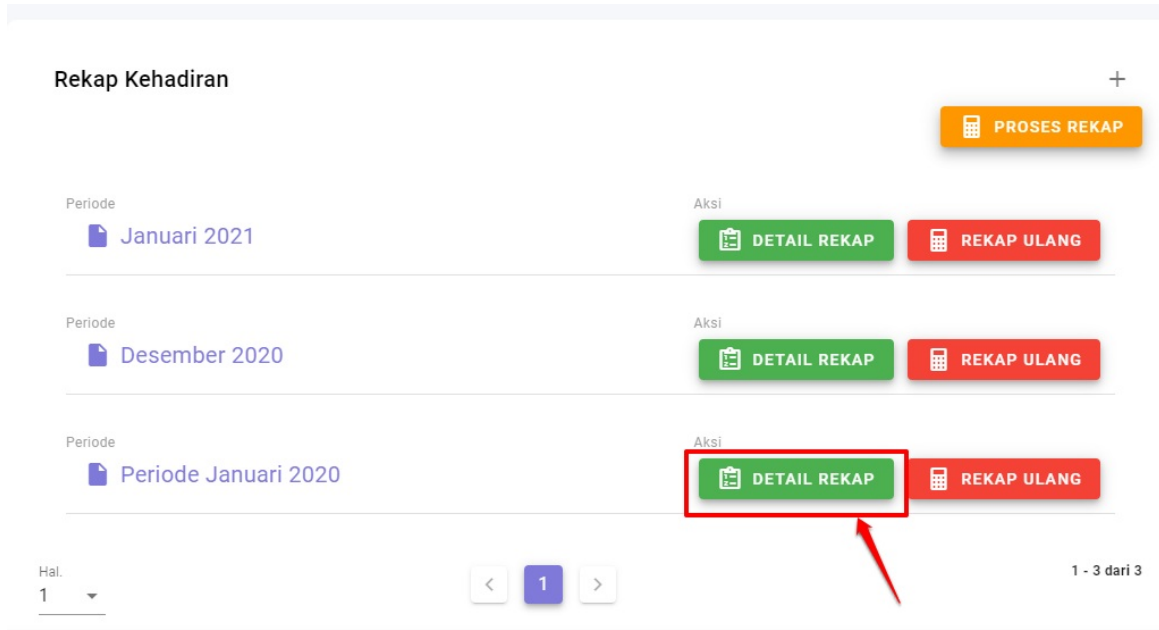 Rekap Kehadiran
+
PROSES REKAP
Periode Aksi
Januari 2021 DETAIL REKAP REKAP ULANG
Periode Aksi
Desember 2020 DETAIL REKAP REKAP ULANG
Periode Aksi
Periode Januari 2020 DETAIL REKAP REKAP ULANG
Hal.
1 < 1 > 1 - 3 dari 3